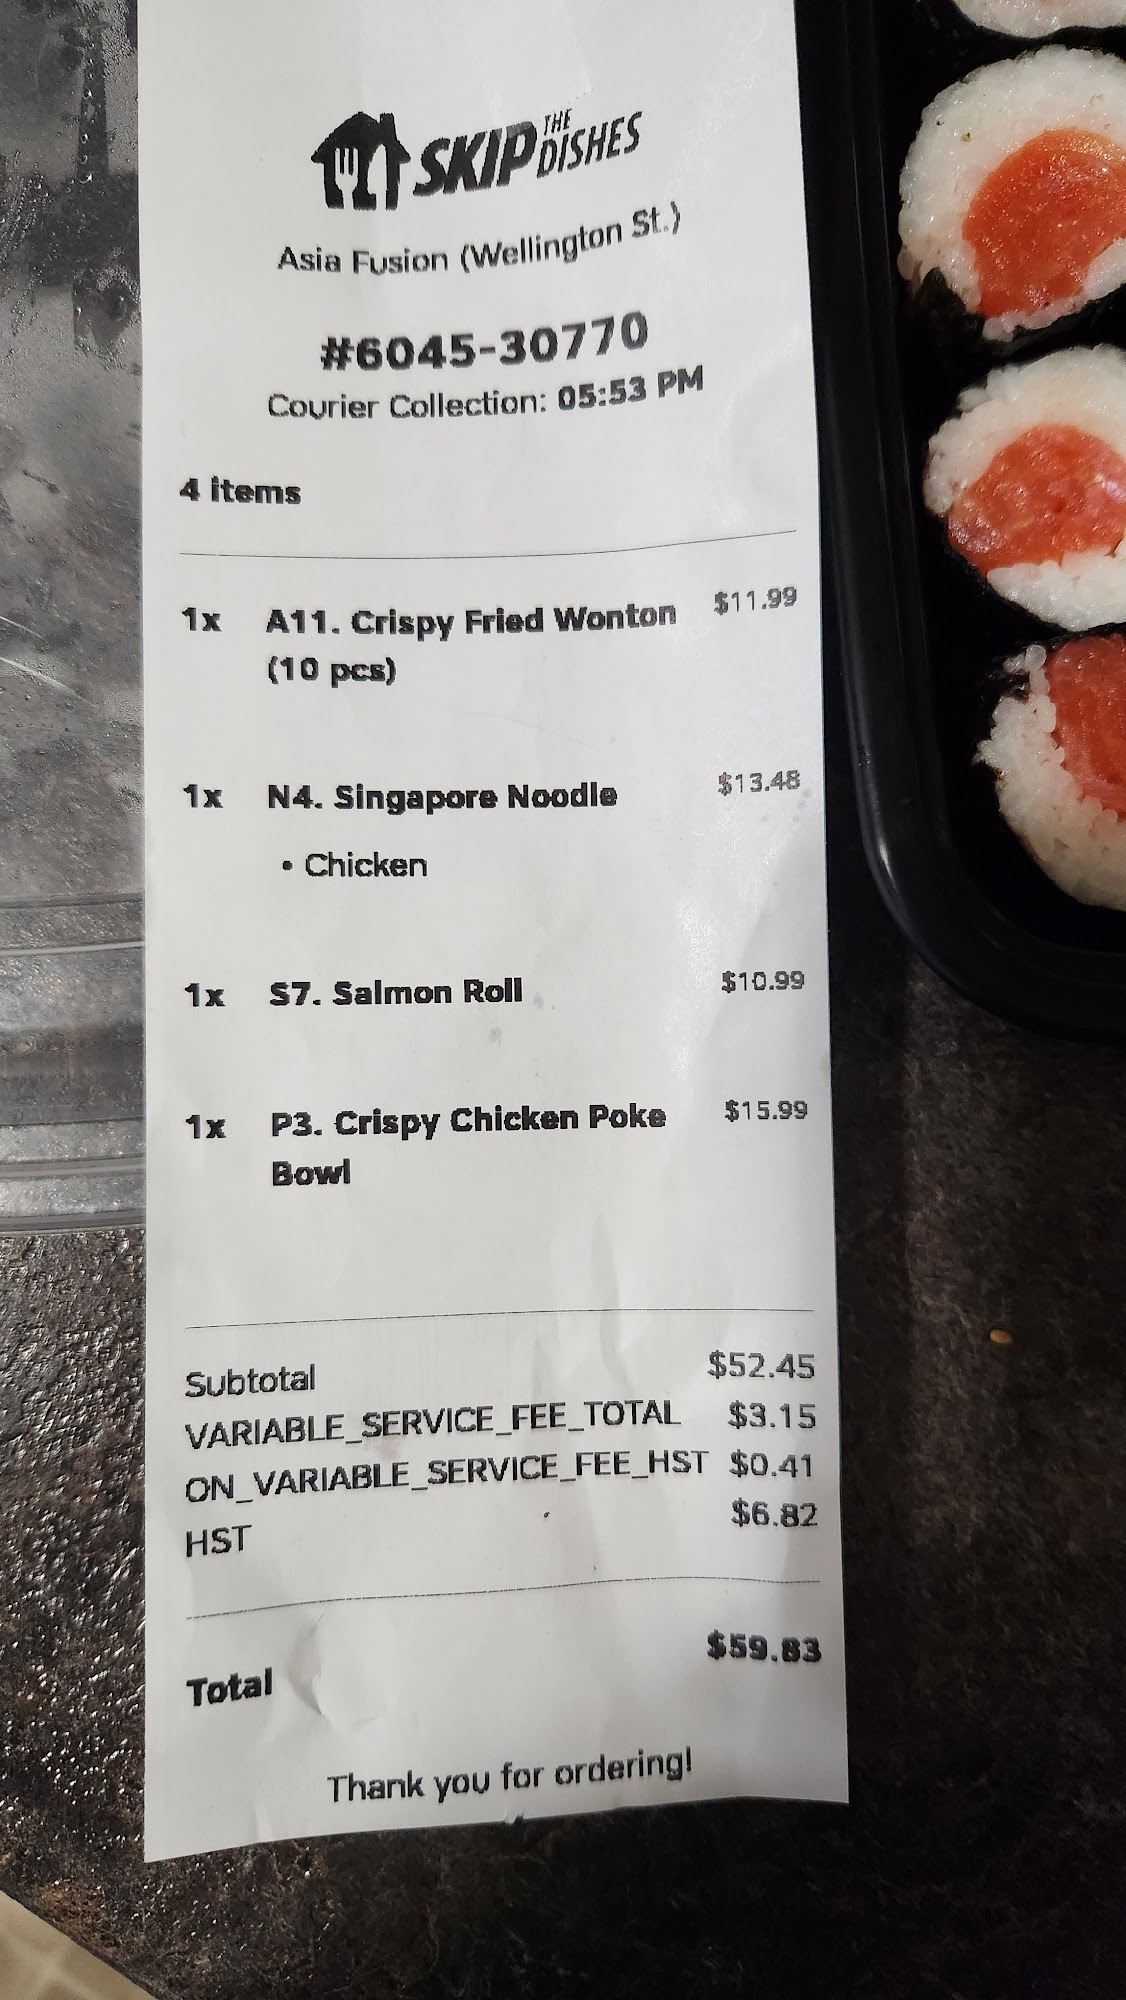 SKIP THE DISHES
Asia Fusion (Wellington St.)
#6045-30770
Courier Collection: 05:53 PM
4 items
1x A11. Crispy Fried Wonton $11.99
(10 pcs)
1x N4. Singapore Noodle $13.48
• Chicken
1x S7. Salmon Roll $10.99
1x P3. Crispy Chicken Poke $15.99
Bowl
Subtotal $52.45
VARIABLE_SERVICE_FEE_TOTAL $3.15
ON_VARIABLE_SERVICE_FEE_HST $0.41
HST $6.82
Total $59.83
Thank you for ordering!